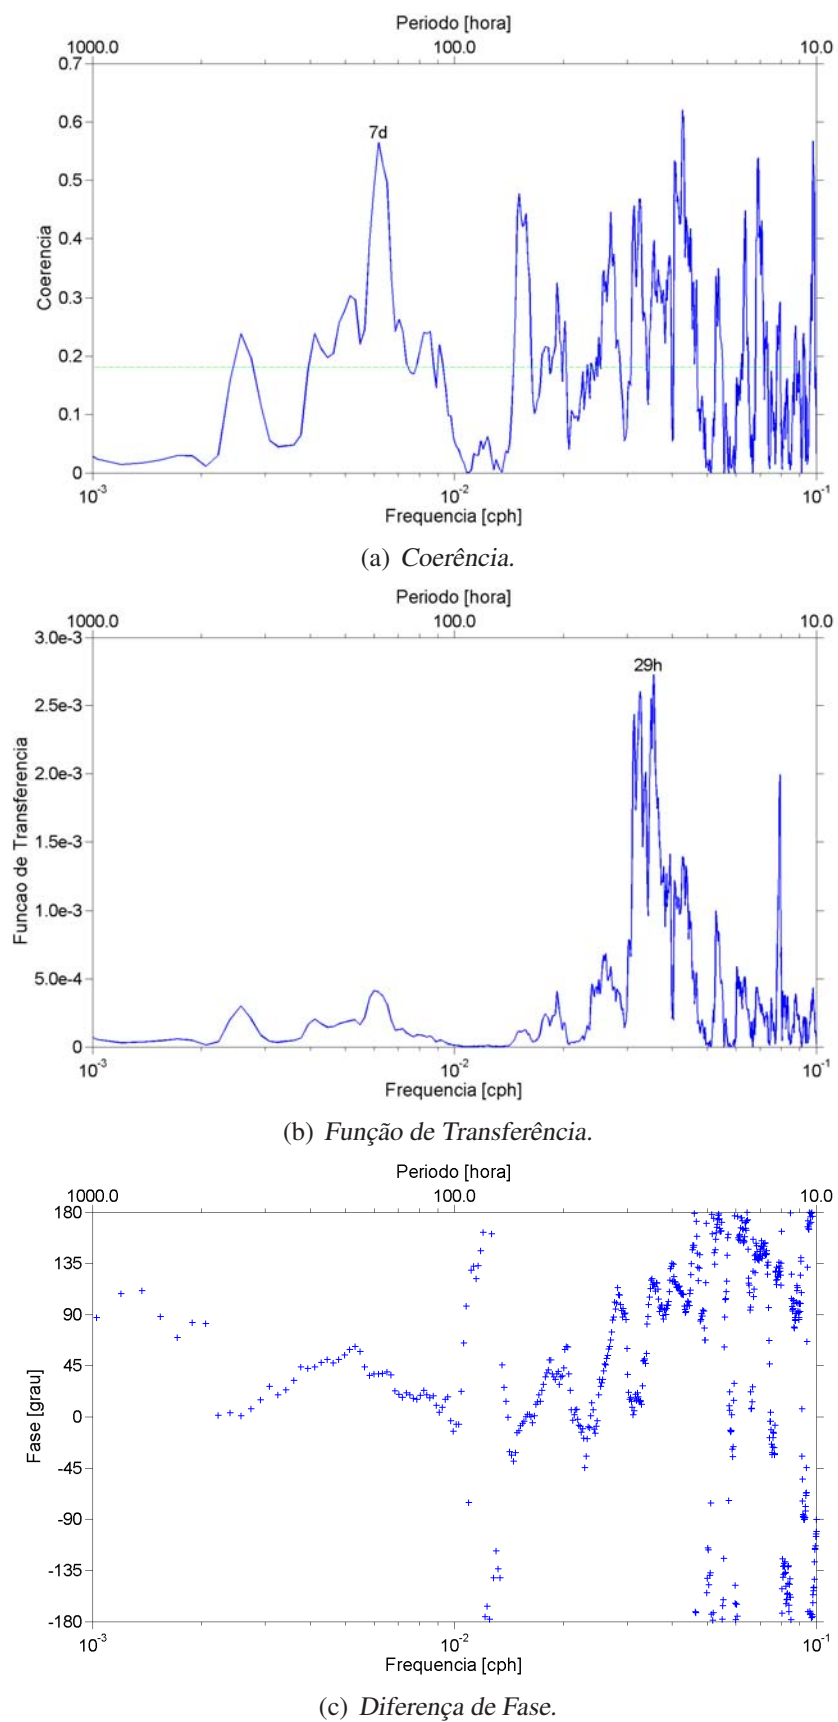 Periodo [hora]
1000.0 100.0 10.0
0.7
0.6
7d
0.5
0.4
Coerencia
0.3
0.2
0.1
0
10-3 10-2 10-1
Frequencia [cph]
(a) Coerência.
Periodo [hora]
1000.0 100.0 10.0
3.0e-3
29h
2.5e-3
2.0e-3
Funcao de Transferencia
1.5e-3
1.0e-3
5.0e-4
0
10-3 10-2 10-1
Frequencia [cph]
(b) Função de Transferência.
Periodo [hora]
1000.0 100.0 10.0
180
135
90
45
Fase [grau]
0
-45
-90
-135
-180
10-3 10-2 10-1
Frequencia [cph]
(c) Diferença de Fase.